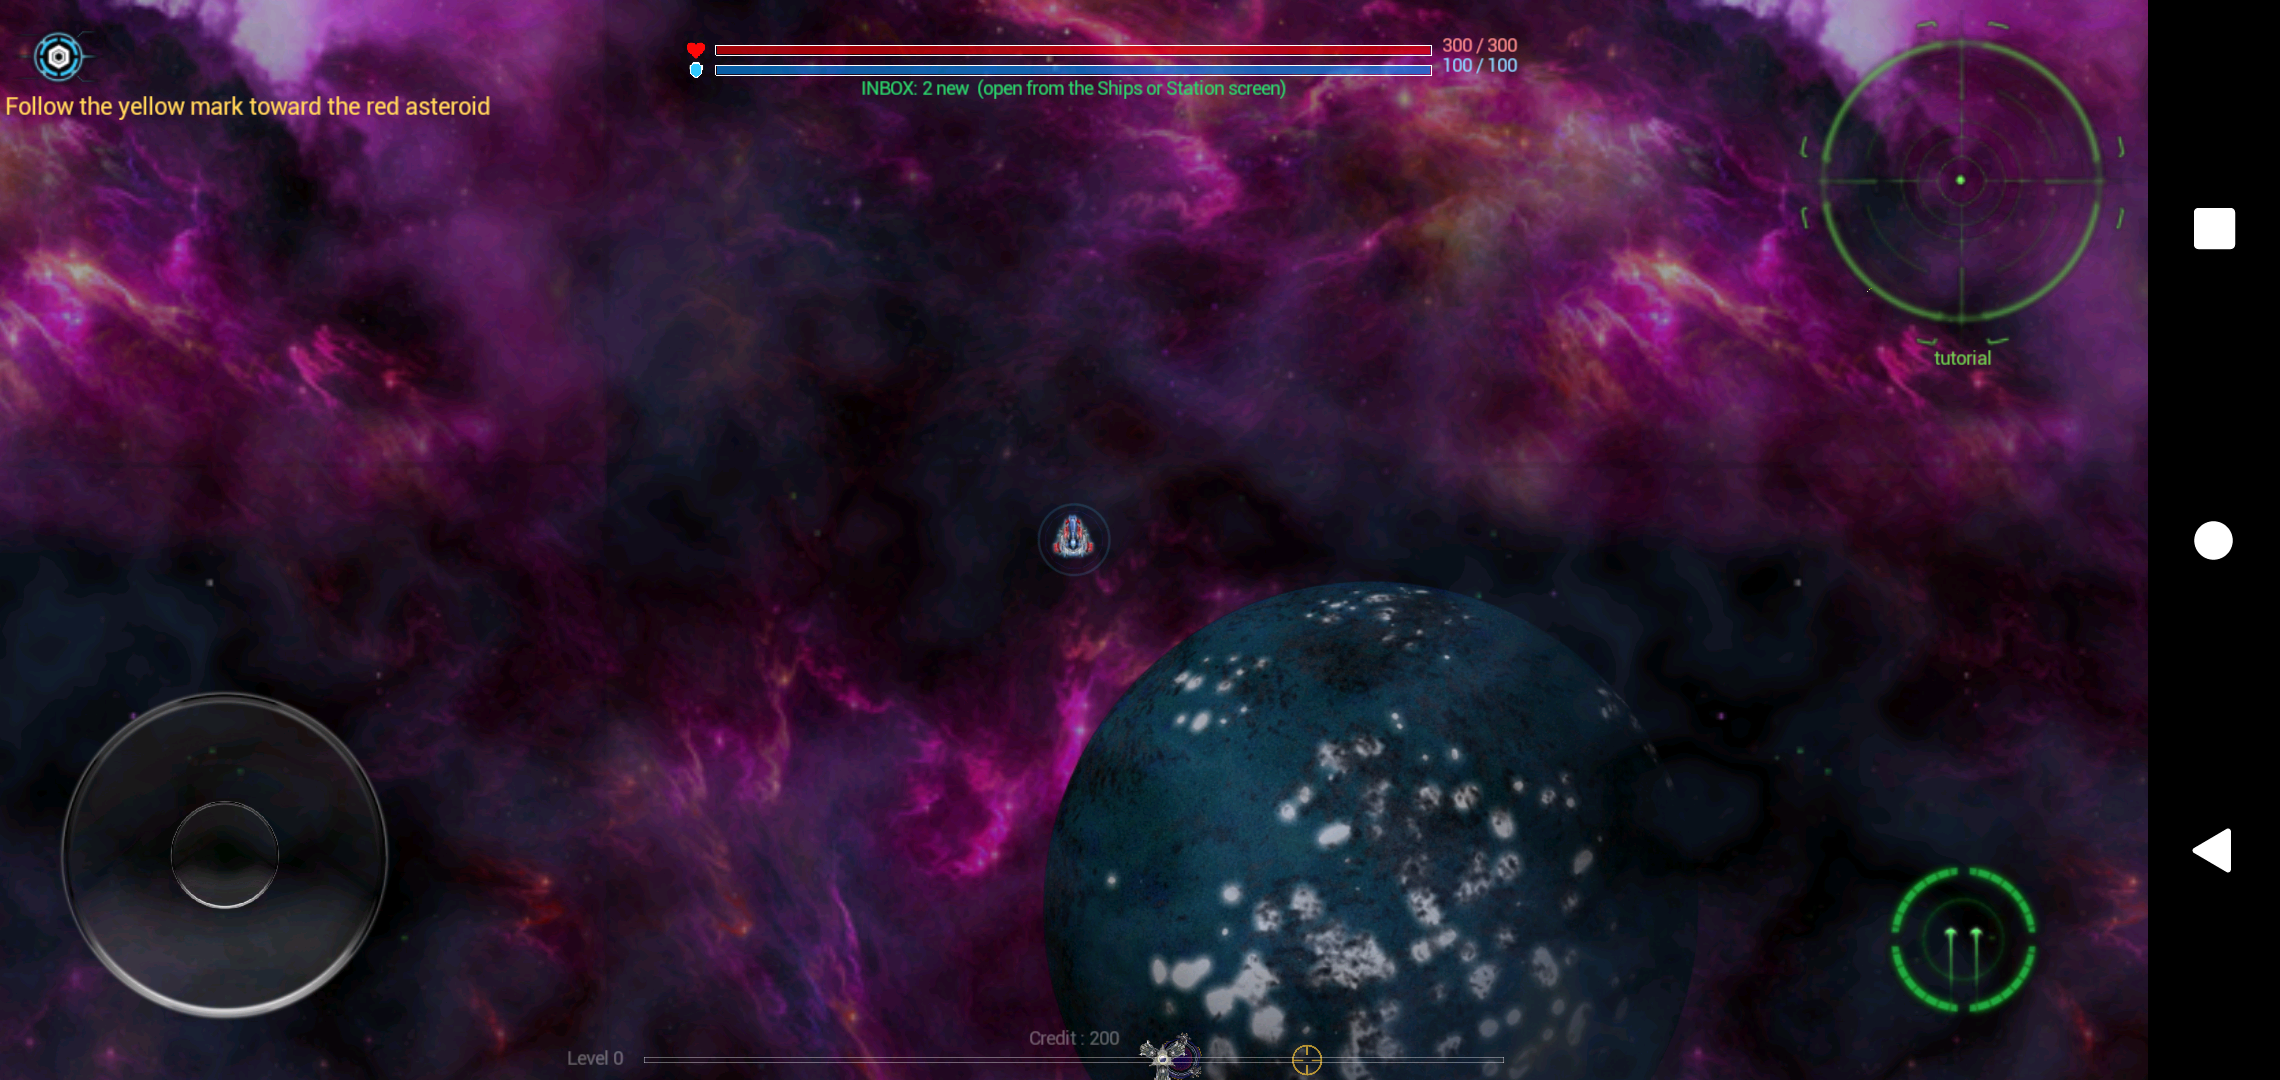 300 / 300
100 / 100
INBOX: 2 new (open from the Ships or Station screen)
Follow the yellow mark toward the red asteroid
tutorial
Credit : 200
Level 0